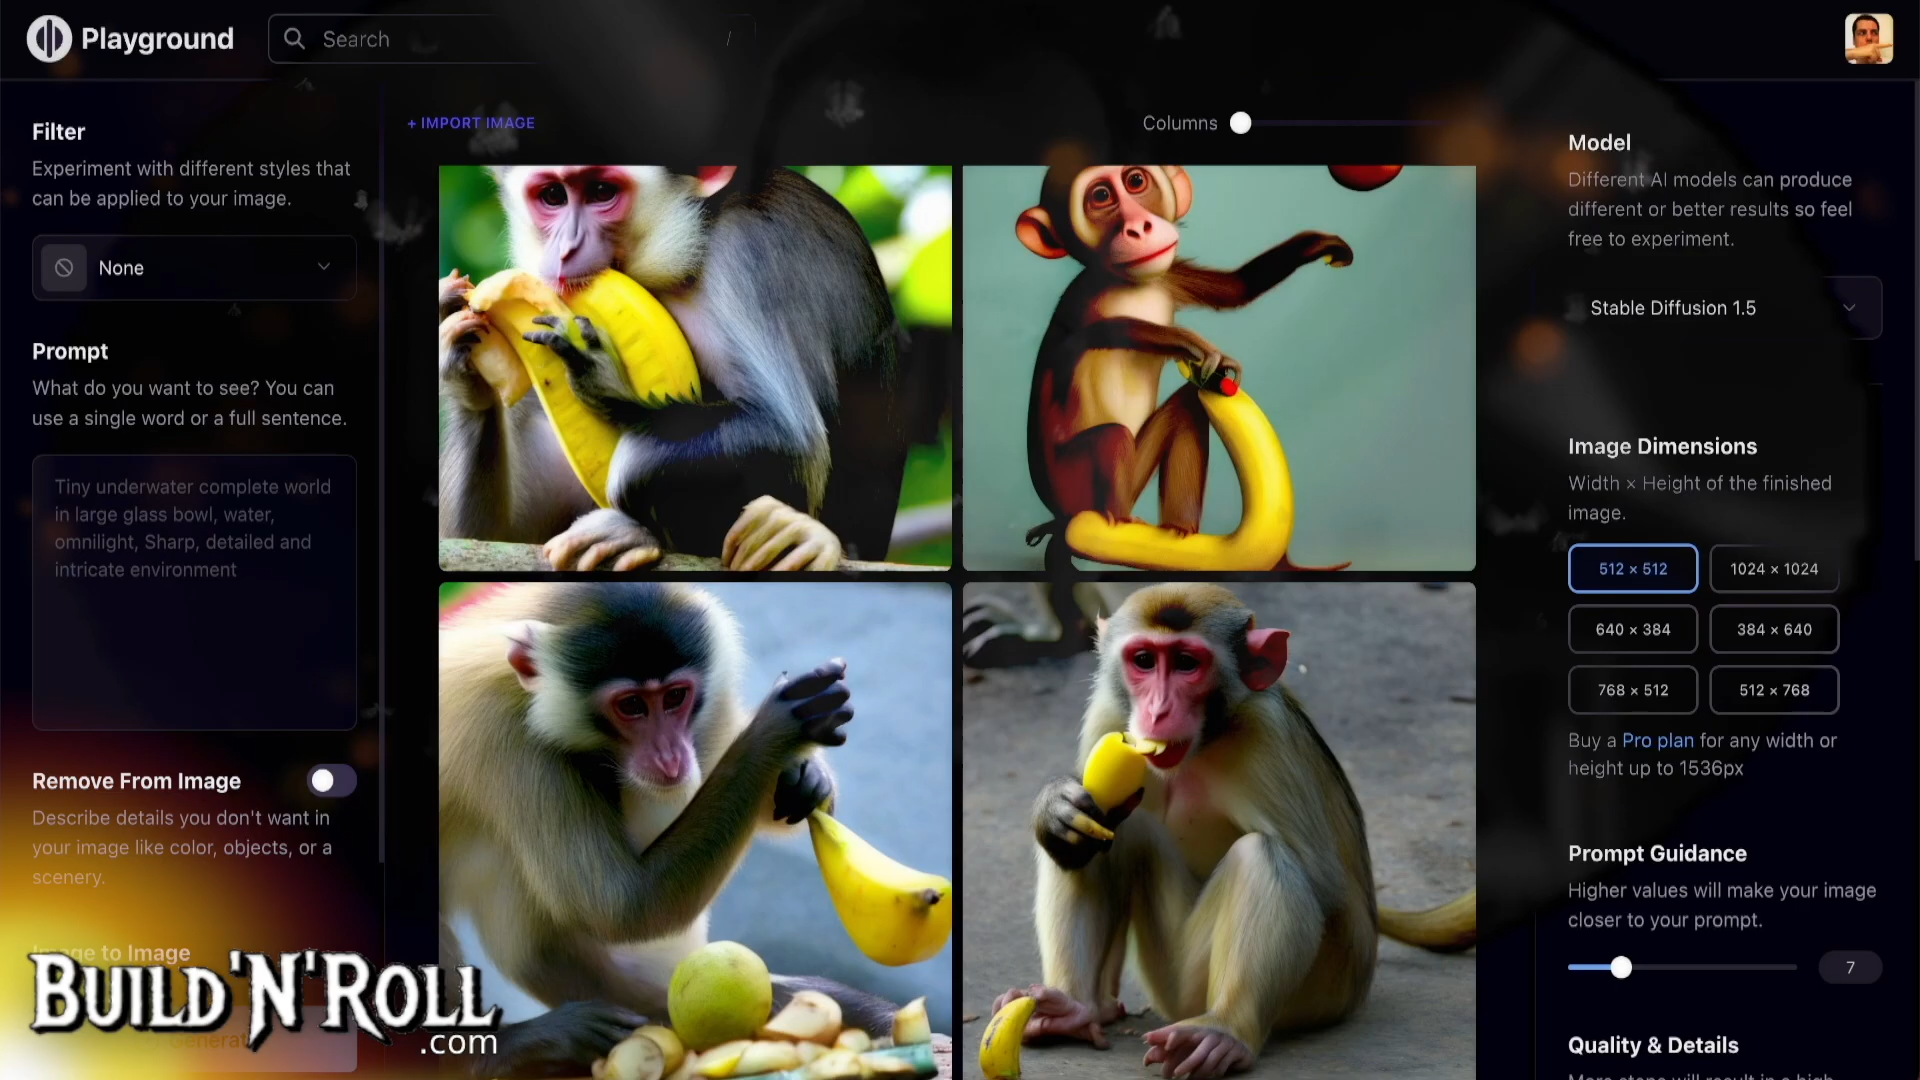 Playground
Search
/
Filter
Experiment with different styles that
can be applied to your image.
None
Prompt
What do you want to see? You can
use a single word or a full sentence.
Tiny underwater complete world
in large glass bowl, water,
omnilight, Sharp, detailed and
intricate environment
Remove From Image
Describe details you don't want in
your image like color, objects, or a
scenery.
Image to Image
BUILD'N'ROLL
.com
+ IMPORT IMAGE
Columns
Model
Different AI models can produce
different or better results so feel
free to experiment.
Stable Diffusion 1.5
Image Dimensions
Width × Height of the finished
image.
512 × 512
1024 × 1024
640 × 384
384 × 640
768 × 512
512 × 768
Buy a Pro plan for any width or
height up to 1536px
Prompt Guidance
Higher values will make your image
closer to your prompt.
7
Quality & Details